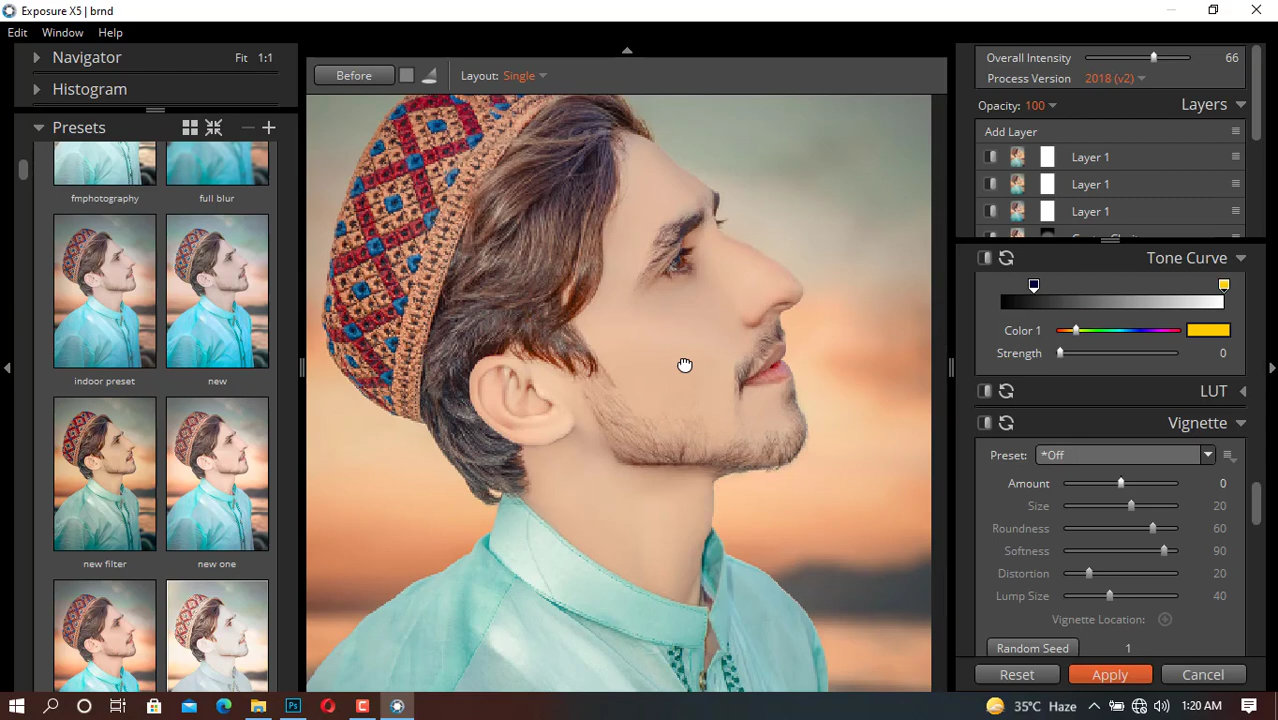 Exposure X5 | brnd
Edit Window Help
Navigator Fit 1:1
Histogram
Presets
fmphotography full blur
indoor preset new
new filter new one
Before Layout: Single
Overall Intensity 66
Process Version 2018 (v2)
Opacity: 100 Layers
Add Layer
Layer 1
Layer 1
Layer 1
Tone Curve
Color 1
Strength 0
LUT
Vignette
Preset: *Off
Amount 0
Size 20
Roundness 60
Softness 90
Distortion 20
Lump Size 40
Vignette Location:
Random Seed 1
Reset Apply Cancel
Ps
35°C Haze 1:20 AM